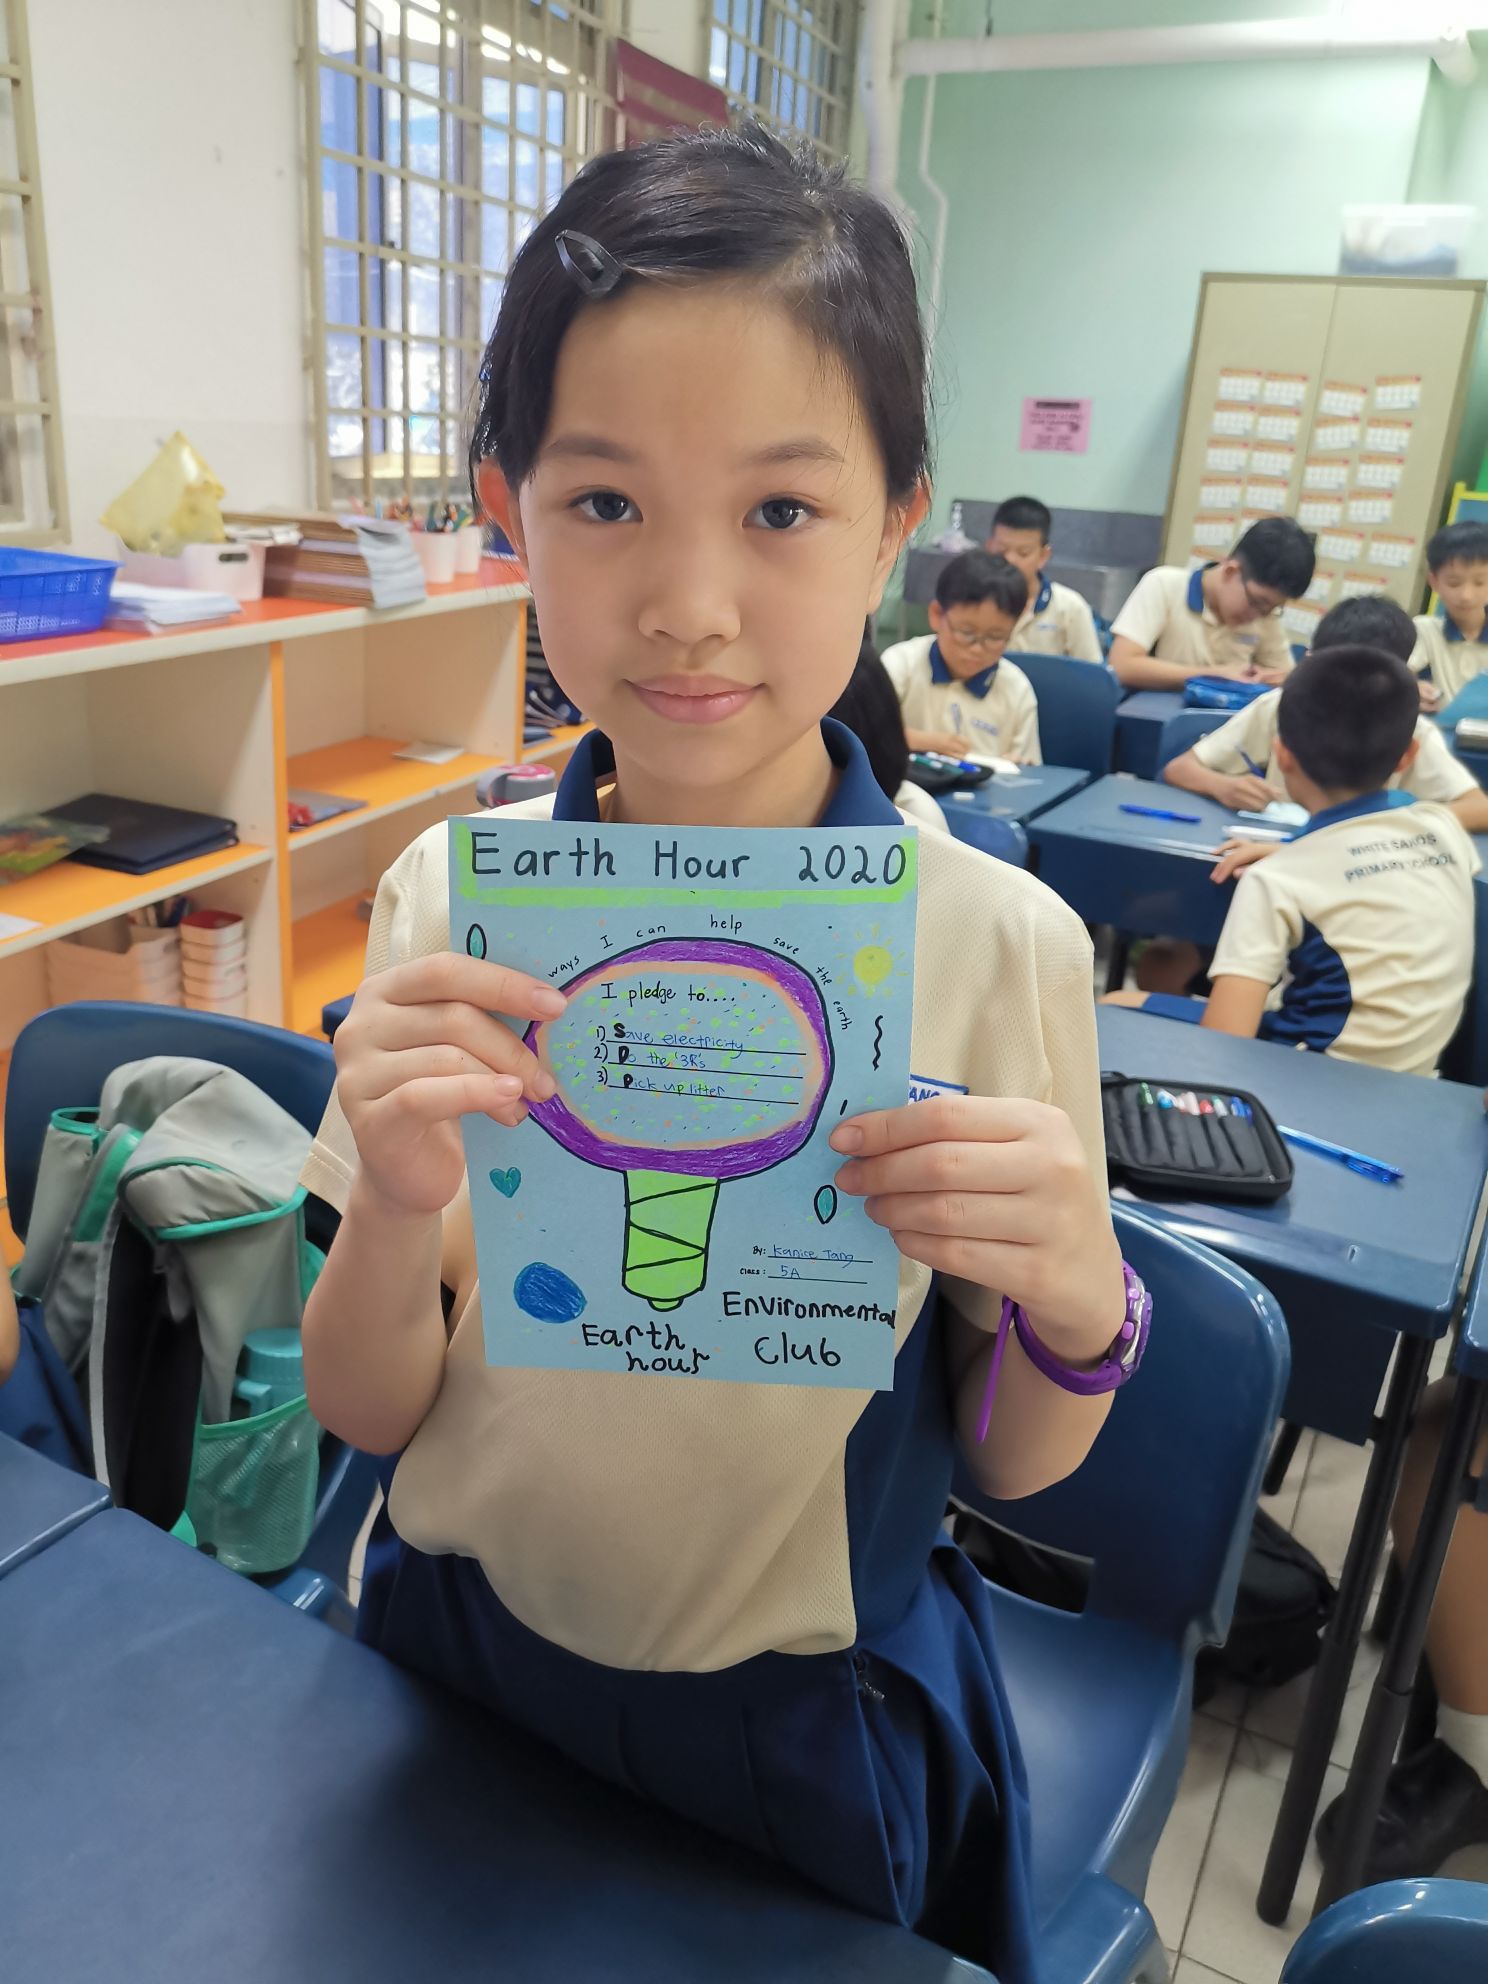 Earth Hour 2020
ways I can help save the earth
I pledge to....
1) Save electricity
2) Do the '3R's
3) Pick up litter
By: Kanice Tang
Class: 5A
Environmental
Club
Earth
hour
WHITE SANDS
PRIMARY SCHOOL